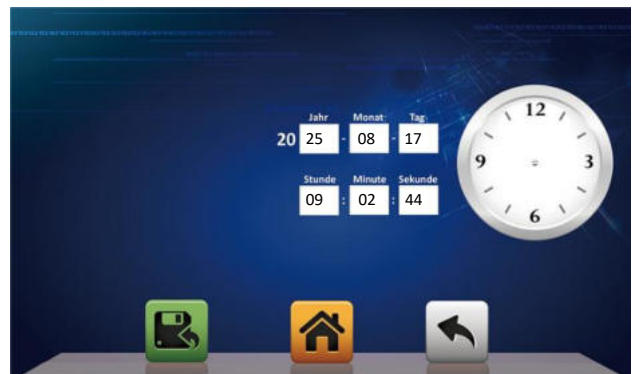 Jahr Monat: Tag:
20 25 - 08 - 17
Stunde Minute Sekunde
09 : 02 : 44
12
9 3
6